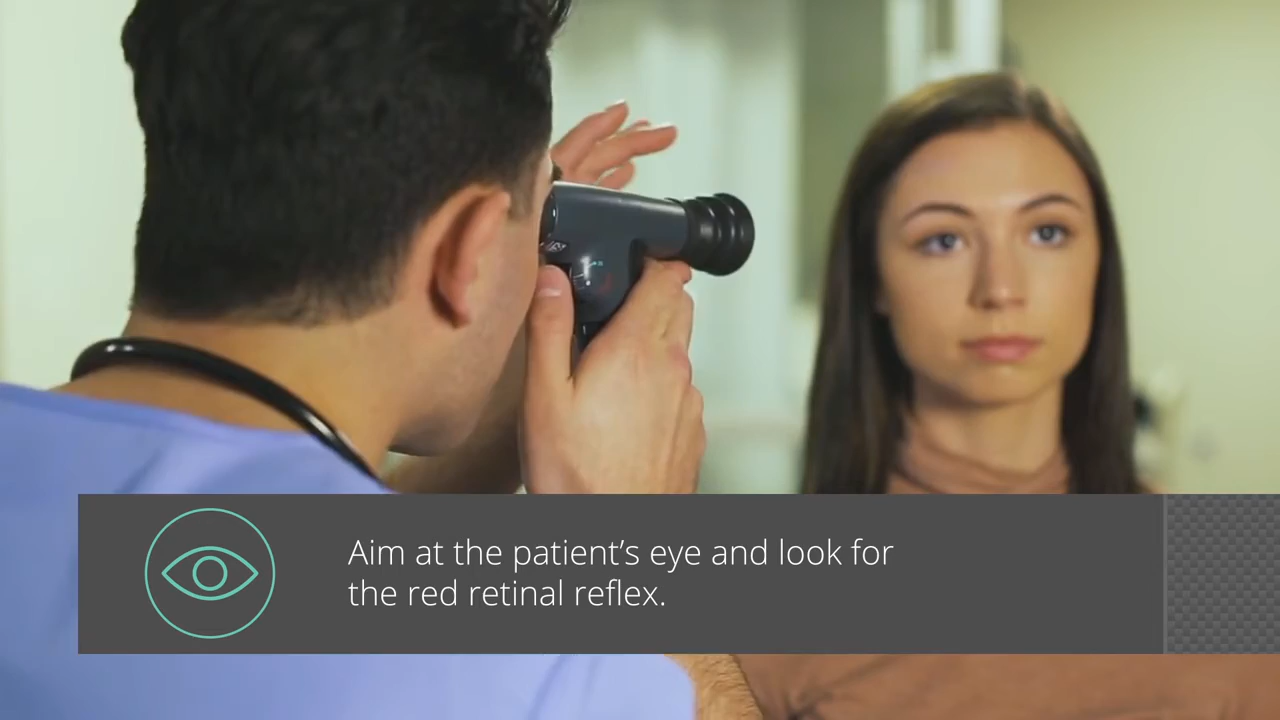 Aim at the patient's eye and look for
the red retinal reflex.